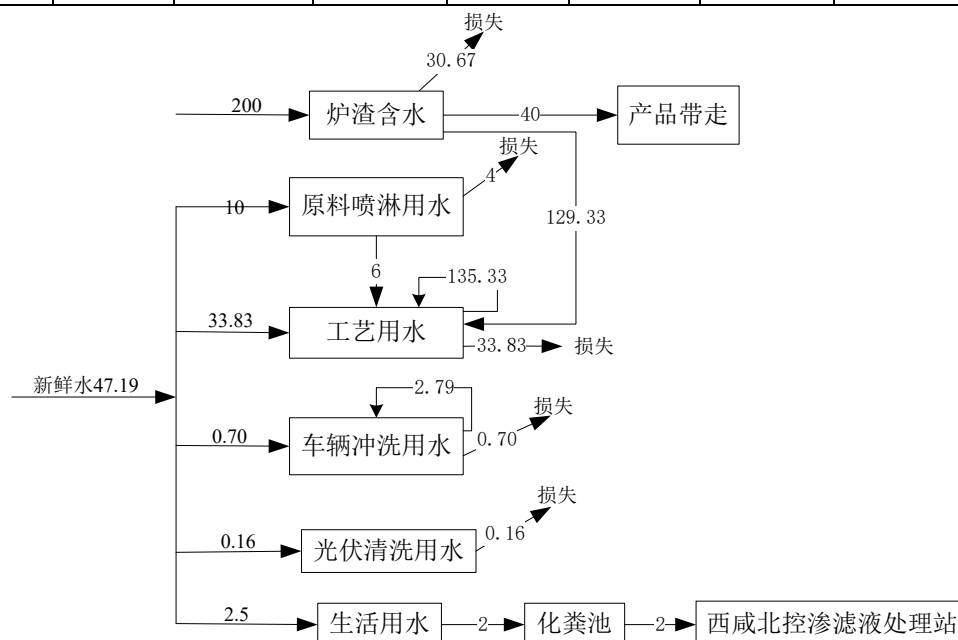 损失
30.67
200
炉渣含水
40
产品带走
损失
4
原料喷淋用水
10
129.33
6
135.33
33.83
工艺用水
33.83
损失
新鲜水47.19
2.79
损失
0.70
车辆冲洗用水
0.70
损失
0.16
0.16
光伏清洗用水
2.5
生活用水
2
化粪池
2
西咸北控渗滤液处理站